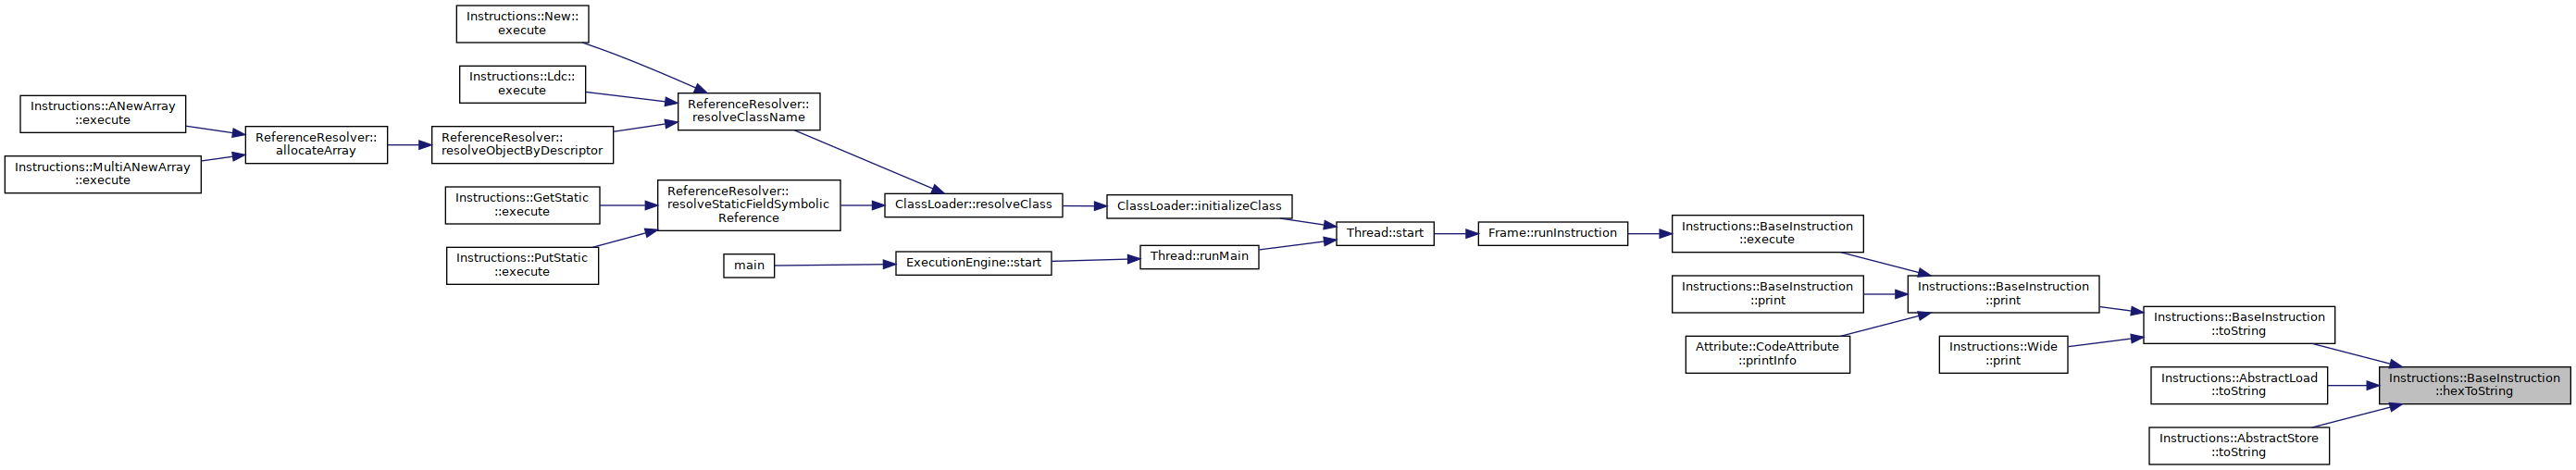 Instructions::New::
execute
Instructions::Ldc::
execute
Instructions::ANewArray
::execute
Instructions::MultiANewArray
::execute
ReferenceResolver::
allocateArray
ReferenceResolver::
resolveObjectByDescriptor
ReferenceResolver::
resolveClassName
Instructions::GetStatic
::execute
Instructions::PutStatic
::execute
ReferenceResolver::
resolveStaticFieldSymbolic
Reference
main
ClassLoader::resolveClass
ExecutionEngine::start
ClassLoader::initializeClass
Thread::runMain
Thread::start
Frame::runInstruction
Instructions::BaseInstruction
::execute
Instructions::BaseInstruction
::print
Attribute::CodeAttribute
::printInfo
Instructions::BaseInstruction
::print
Instructions::Wide
::print
Instructions::BaseInstruction
::toString
Instructions::AbstractLoad
::toString
Instructions::AbstractStore
::toString
Instructions::BaseInstruction
::hexToString